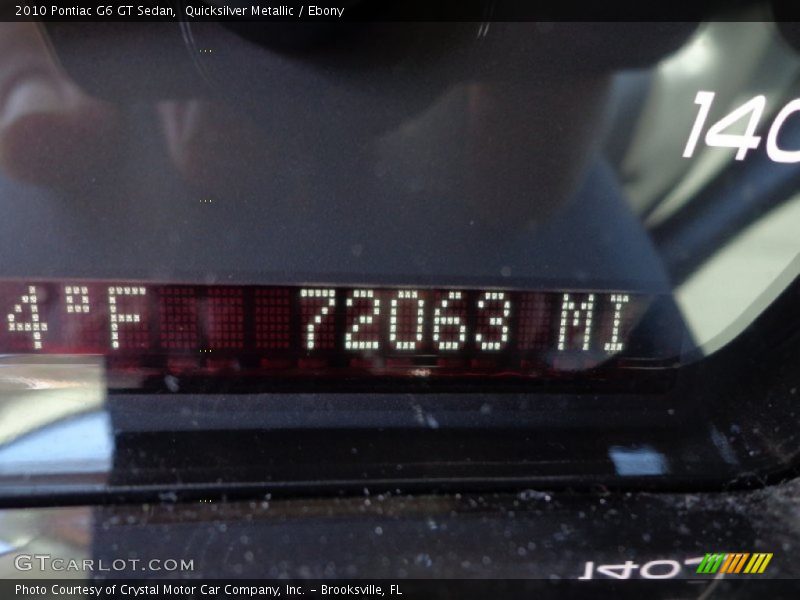 2010 Pontiac G6 GT Sedan, Quicksilver Metallic / Ebony
140
4°F 72063 MI
140
GTCARLOT.COM
Photo Courtesy of Crystal Motor Car Company, Inc. – Brooksville, FL